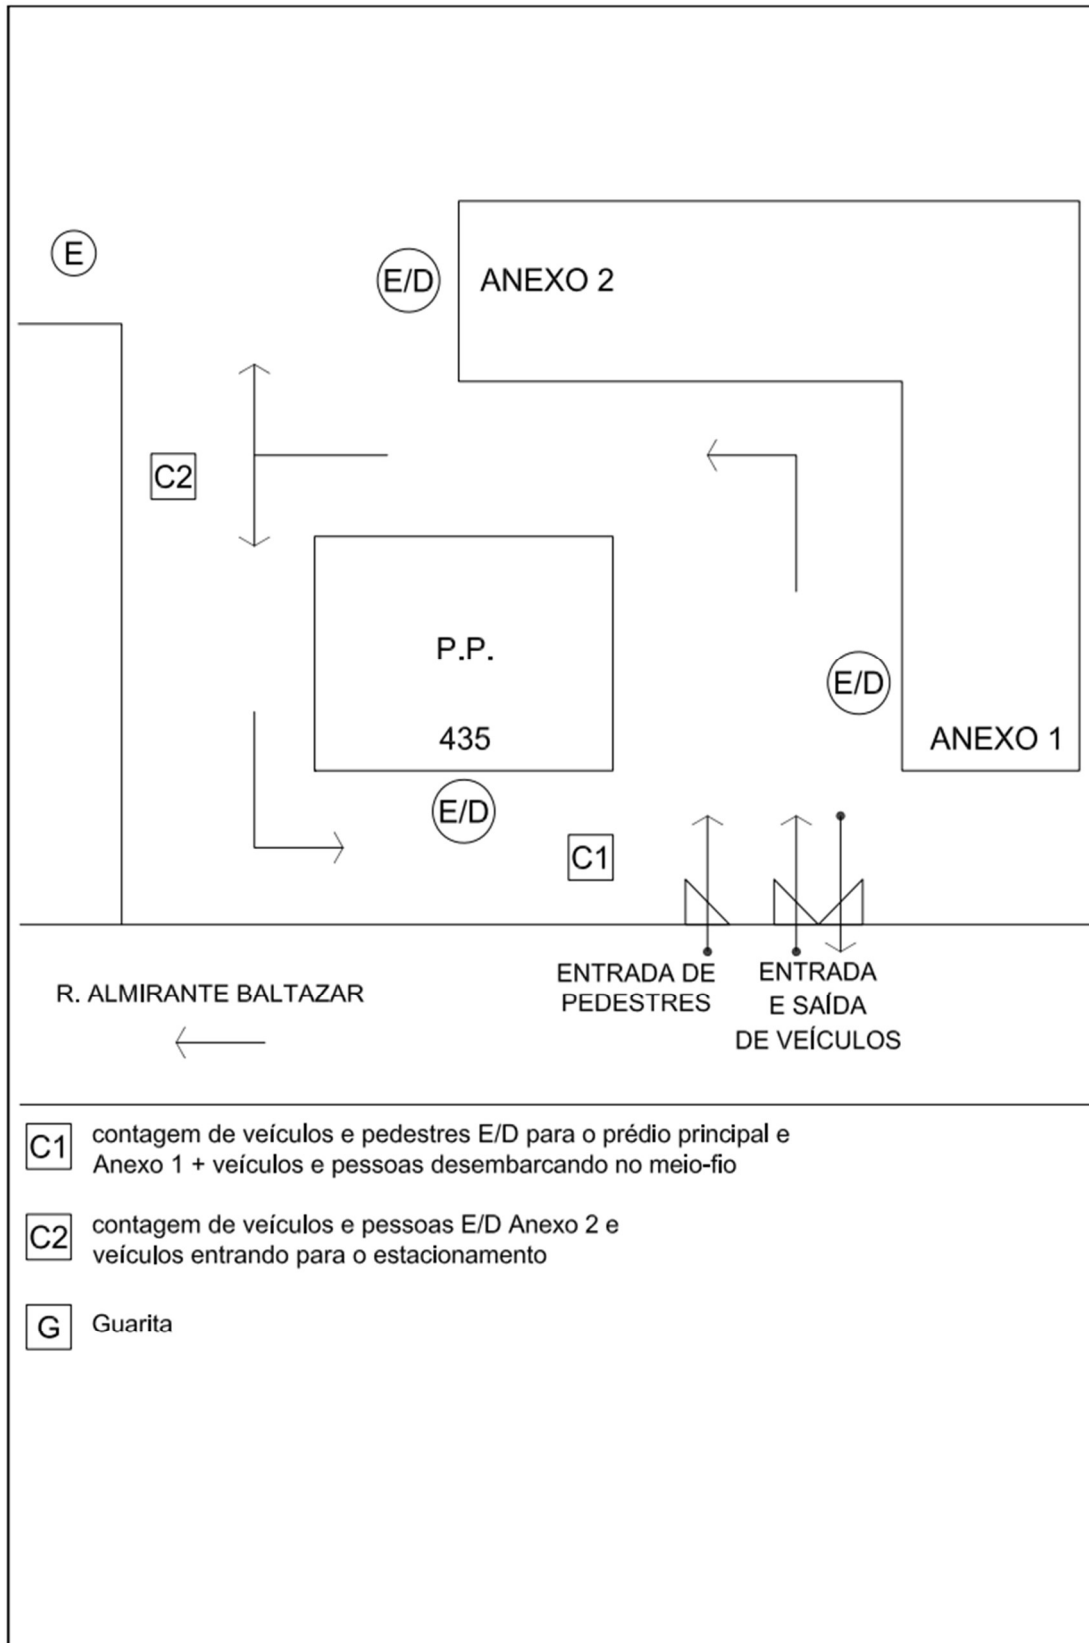 E
E/D
ANEXO 2
C2
P.P.
E/D
435
ANEXO 1
E/D
C1
ENTRADA DE
PEDESTRES
ENTRADA
E SAÍDA
DE VEÍCULOS
R. ALMIRANTE BALTAZAR
C1
contagem de veículos e pedestres E/D para o prédio principal e
Anexo 1 + veículos e pessoas desembarcando no meio-fio
C2
contagem de veículos e pessoas E/D Anexo 2 e
veículos entrando para o estacionamento
G
Guarita